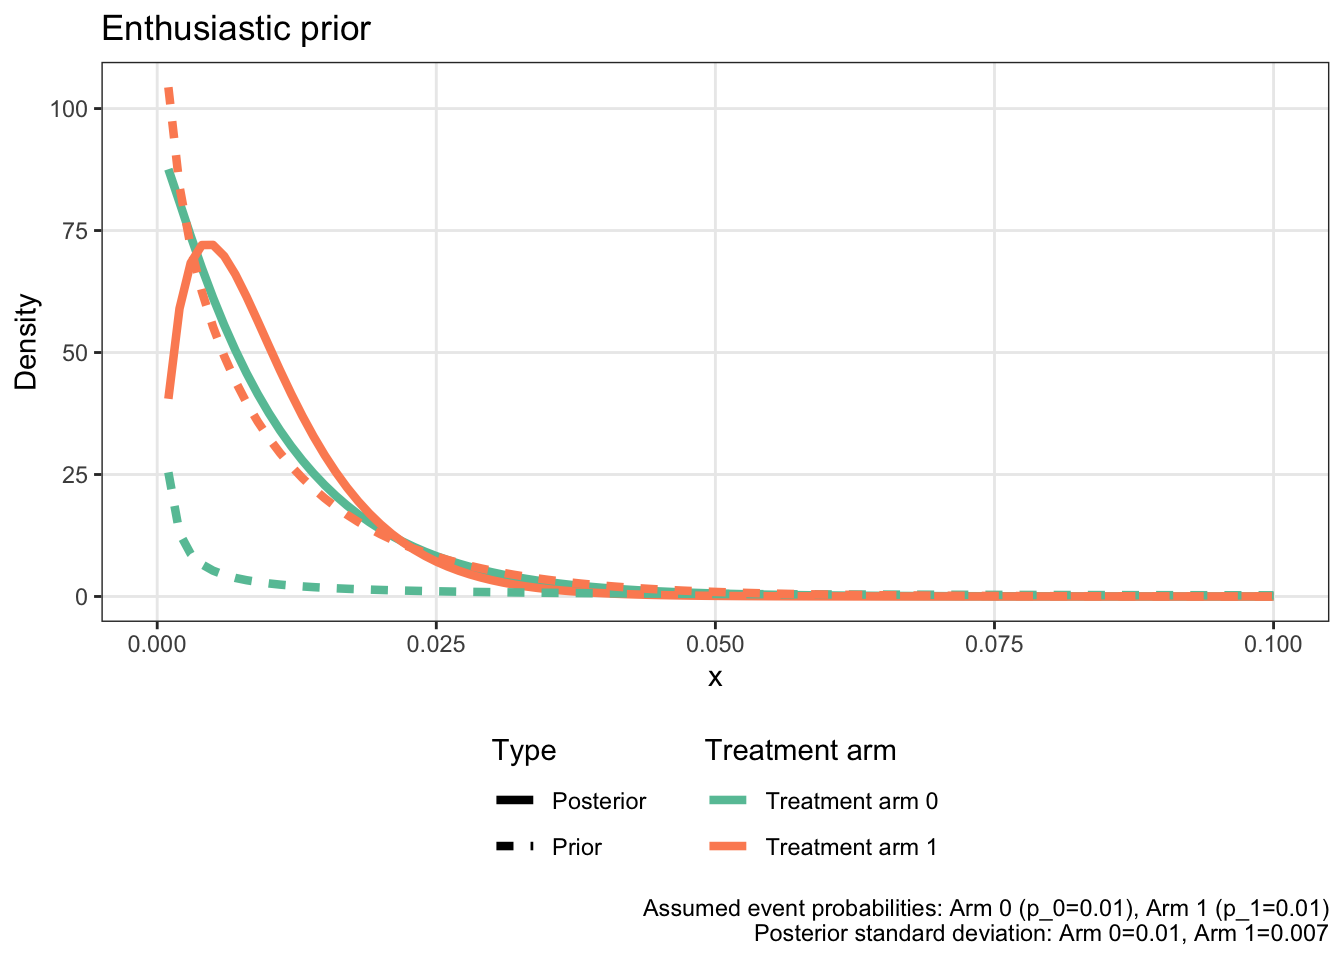 Enthusiastic prior
100
75
50
25
0
Density
0.000 0.025 0.050 0.075 0.100
x
Type Treatment arm
Posterior Treatment arm 0
Prior Treatment arm 1
Assumed event probabilities: Arm 0 (p_0=0.01), Arm 1 (p_1=0.01)
Posterior standard deviation: Arm 0=0.01, Arm 1=0.007